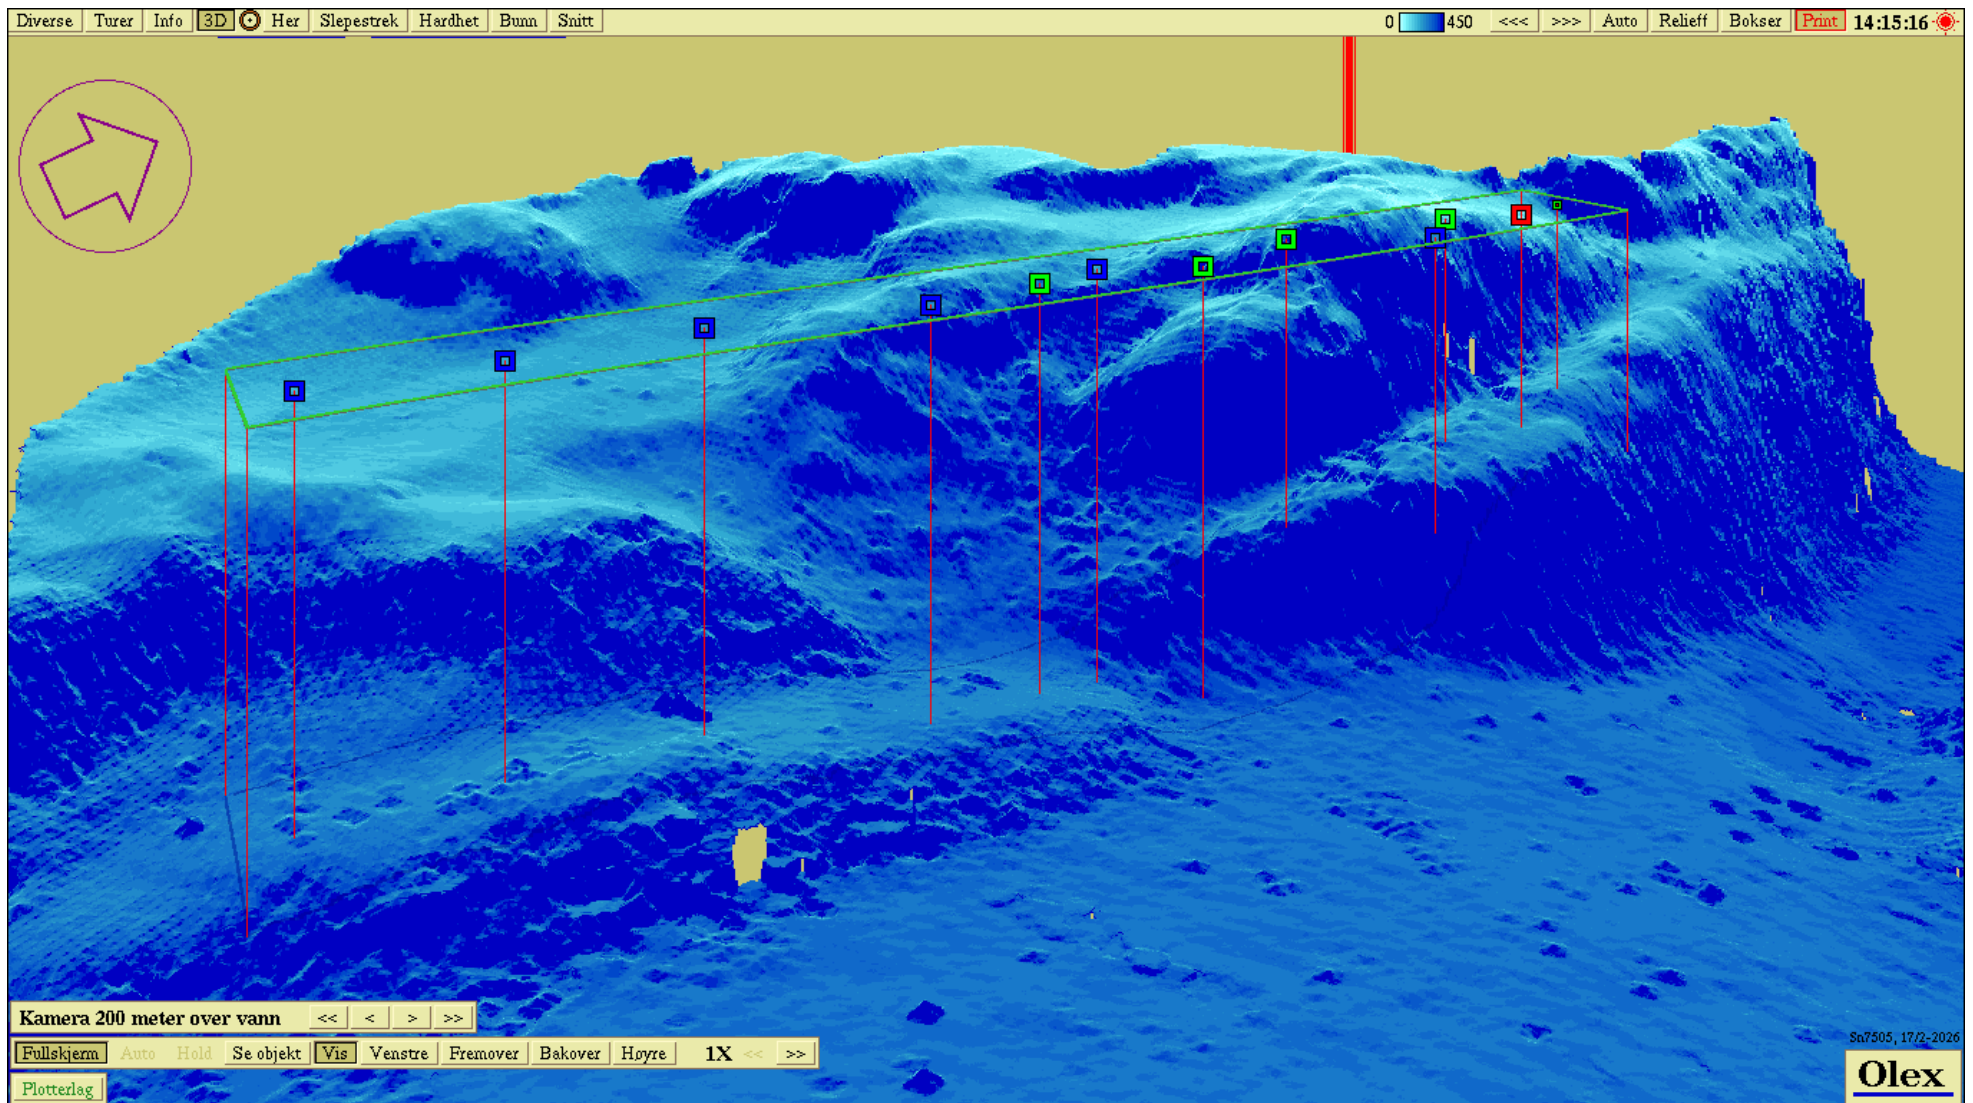 Diverse Turer Info 3D Her Slepestrek Hardhet Bunn Snitt 0 450 <<< >>> Auto Relieff Bokser Print 14:15:16
Kamera 200 meter over vann << < > >>
Sn7505, 17/2-2026
Fullskjerm Auto Hold Se objekt Vis Venstre Fremover Bakover Høyre 1X << >>
Olex
Plotterlag